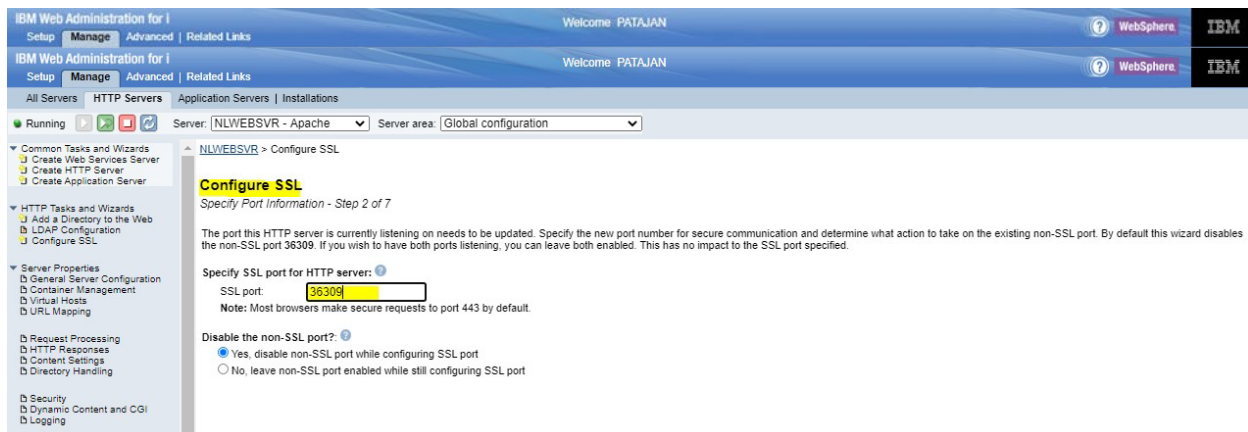 IBM Web Administration for i
Welcome PATAJAN
? WebSphere. IBM
Setup Manage Advanced | Related Links
IBM Web Administration for i
Welcome PATAJAN
? WebSphere. IBM
Setup Manage Advanced | Related Links
All Servers HTTP Servers Application Servers | Installations
Running Server: NLWEBSVR - Apache Server area: Global configuration
Common Tasks and Wizards
Create Web Services Server
Create HTTP Server
Create Application Server
HTTP Tasks and Wizards
Add a Directory to the Web
LDAP Configuration
Configure SSL
Server Properties
General Server Configuration
Container Management
Virtual Hosts
URL Mapping
Request Processing
HTTP Responses
Content Settings
Directory Handling
Security
Dynamic Content and CGI
Logging
NLWEBSVR > Configure SSL
Configure SSL
Specify Port Information - Step 2 of 7
The port this HTTP server is currently listening on needs to be updated. Specify the new port number for secure communication and determine what action to take on the existing non-SSL port. By default this wizard disables
the non-SSL port 36309. If you wish to have both ports listening, you can leave both enabled. This has no impact to the SSL port specified.
Specify SSL port for HTTP server: ?
SSL port: 36309
Note: Most browsers make secure requests to port 443 by default.
Disable the non-SSL port?: ?
Yes, disable non-SSL port while configuring SSL port
No, leave non-SSL port enabled while still configuring SSL port